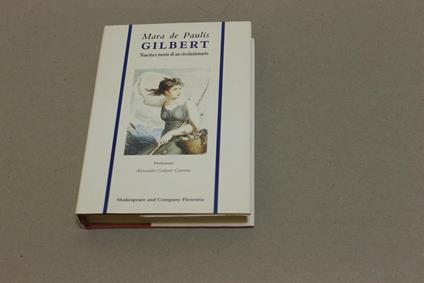 Mara de Paulis
GILBERT
Nascita e morte di un rivoluzionario
Prefazione
Alessandro Galante Garrone
Shakespeare and Company Florentia